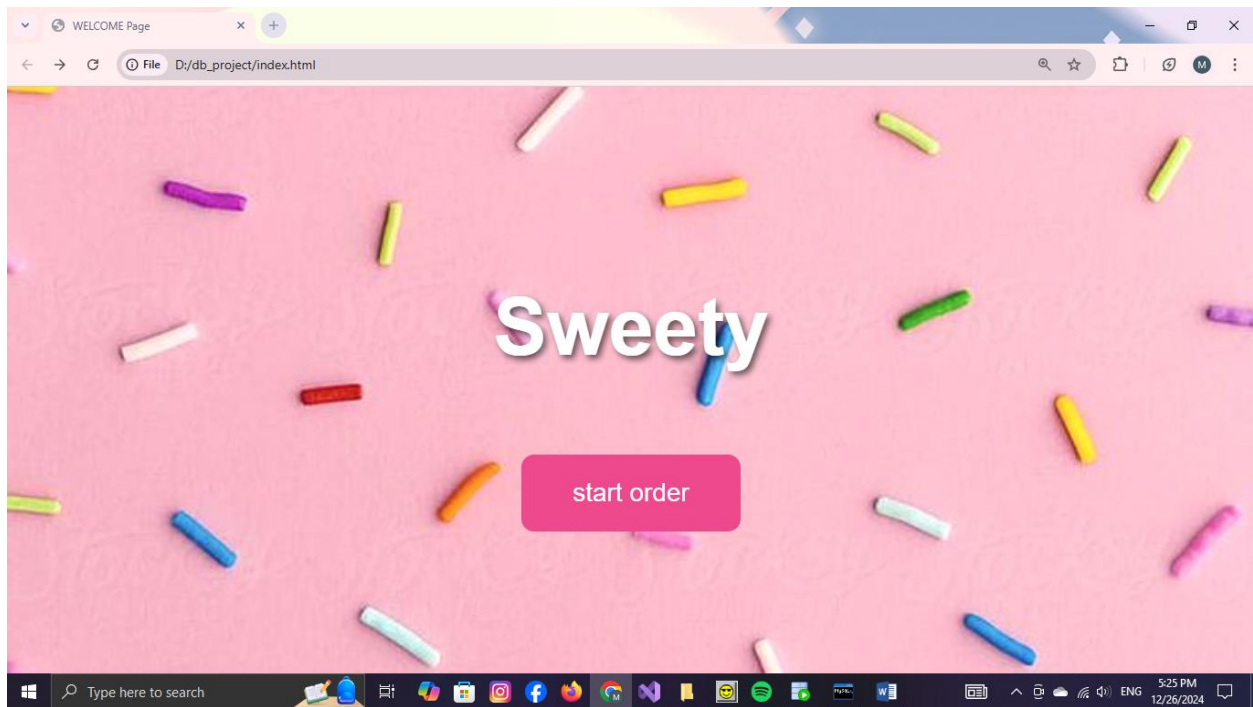 WELCOME Page
File D:/db_project/index.html
M
Sweety
start order
Type here to search
ENG
5:25 PM
12/26/2024